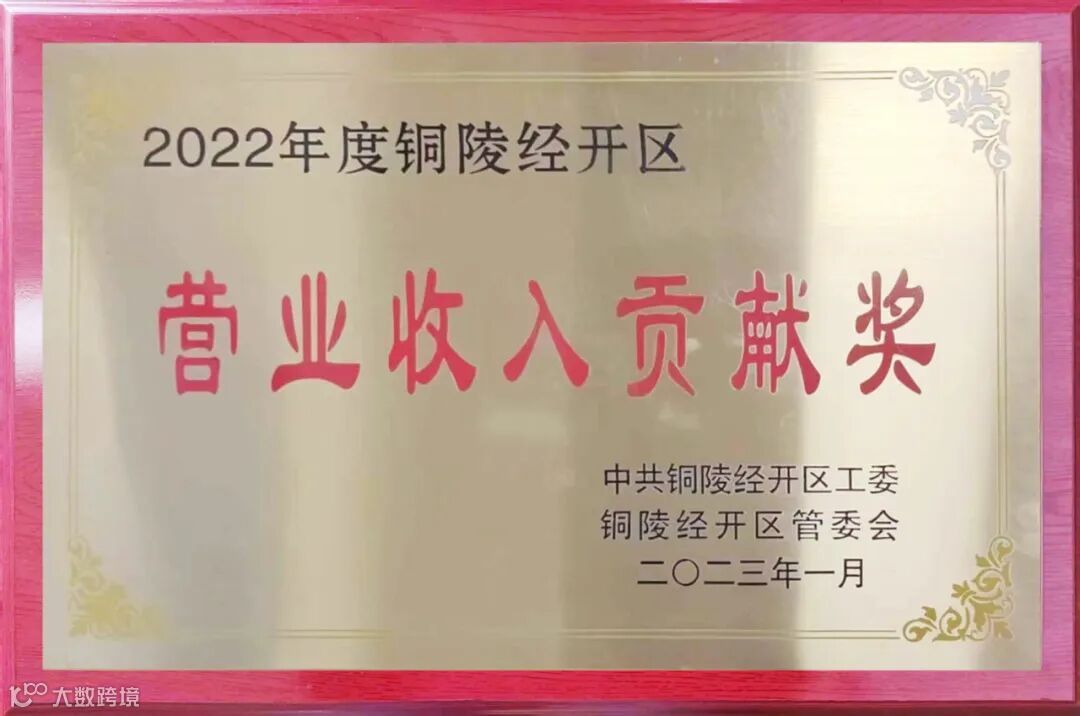 2022年度铜陵经开区
营业收入贡献奖
中共铜陵经开区工委
铜陵经开区管委会
二〇二三年一月
大数跨境